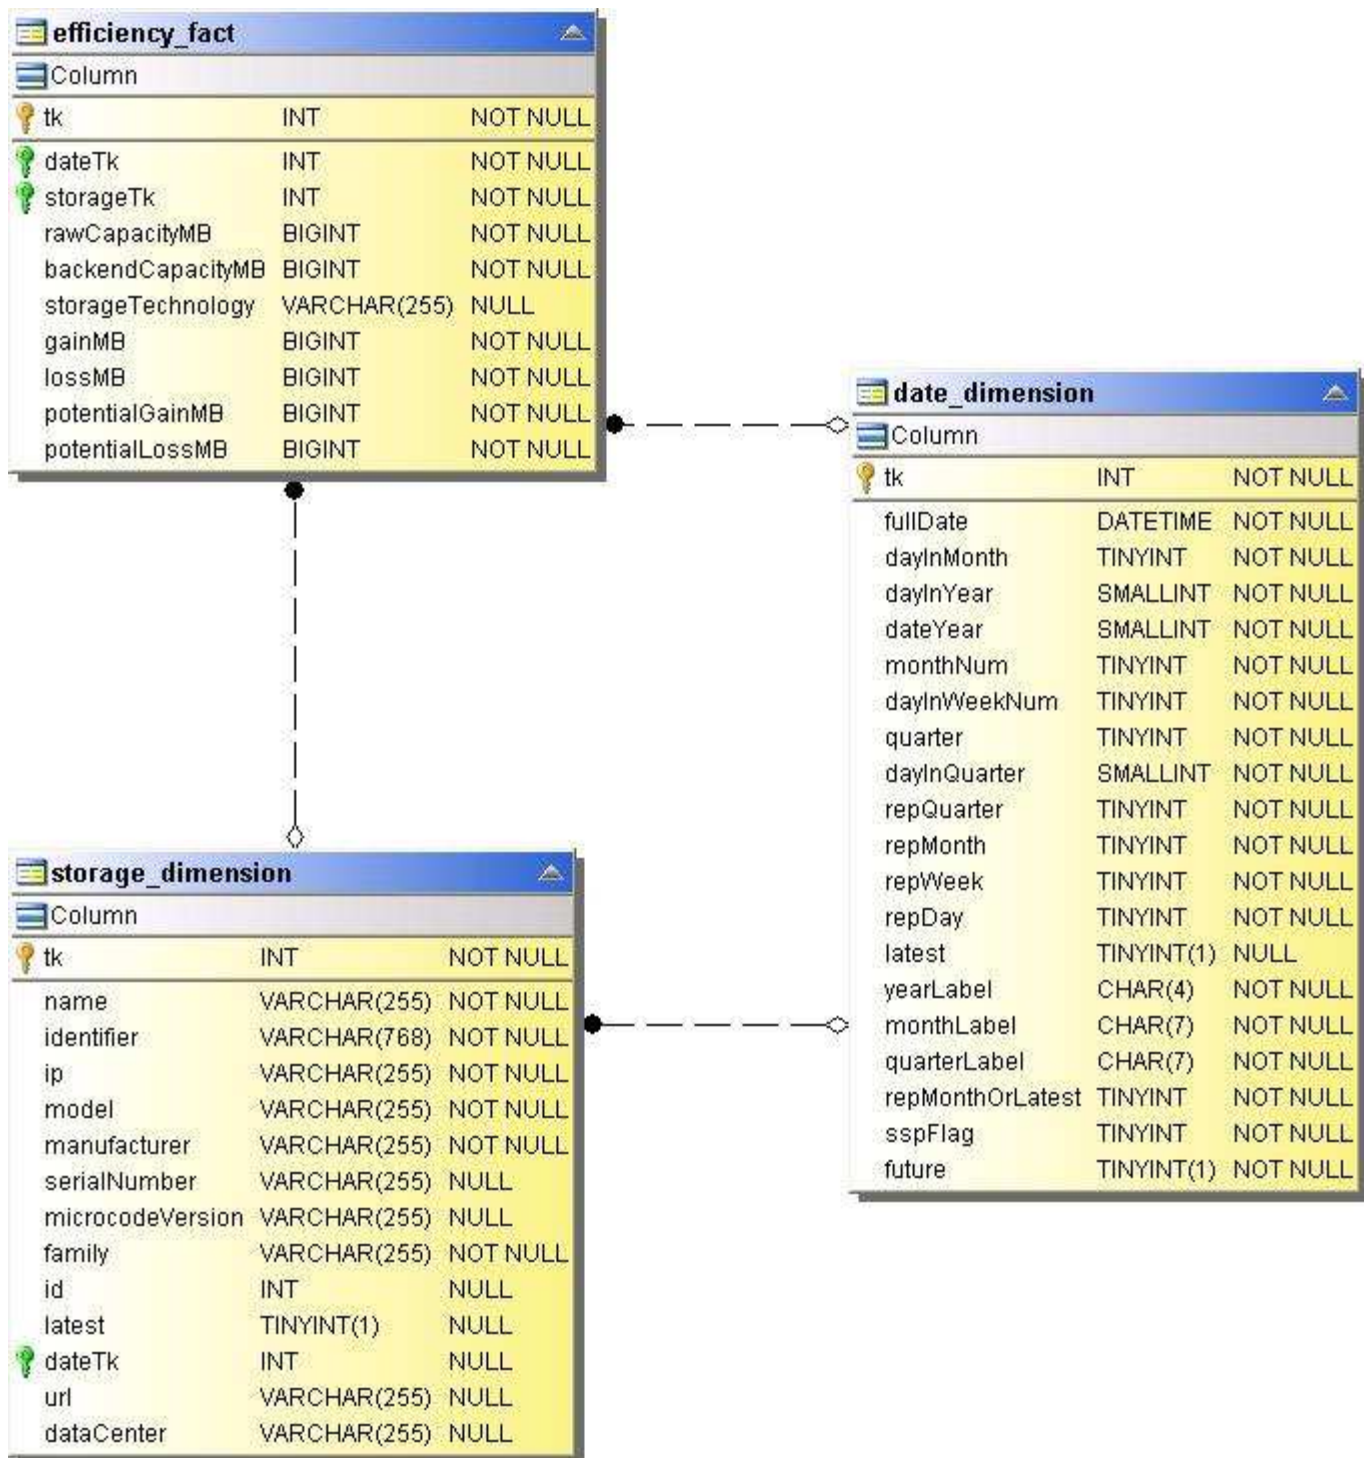 efficiency_fact
Column
tk INT NOT NULL
dateTk INT NOT NULL
storageTk INT NOT NULL
rawCapacityMB BIGINT NOT NULL
backendCapacityMB BIGINT NOT NULL
storageTechnology VARCHAR(255) NULL
gainMB BIGINT NOT NULL
lossMB BIGINT NOT NULL
potentialGainMB BIGINT NOT NULL
potentialLossMB BIGINT NOT NULL
date_dimension
Column
tk INT NOT NULL
fullDate DATETIME NOT NULL
dayInMonth TINYINT NOT NULL
dayInYear SMALLINT NOT NULL
dateYear SMALLINT NOT NULL
monthNum TINYINT NOT NULL
dayInWeekNum TINYINT NOT NULL
quarter TINYINT NOT NULL
dayInQuarter SMALLINT NOT NULL
repQuarter TINYINT NOT NULL
repMonth TINYINT NOT NULL
repWeek TINYINT NOT NULL
repDay TINYINT NOT NULL
latest TINYINT(1) NULL
yearLabel CHAR(4) NOT NULL
monthLabel CHAR(7) NOT NULL
quarterLabel CHAR(7) NOT NULL
repMonthOrLatest TINYINT NOT NULL
sspFlag TINYINT NOT NULL
future TINYINT(1) NOT NULL
storage_dimension
Column
tk INT NOT NULL
name VARCHAR(255) NOT NULL
identifier VARCHAR(768) NOT NULL
ip VARCHAR(255) NOT NULL
model VARCHAR(255) NOT NULL
manufacturer VARCHAR(255) NOT NULL
serialNumber VARCHAR(255) NULL
microcodeVersion VARCHAR(255) NULL
family VARCHAR(255) NOT NULL
id INT NULL
latest TINYINT(1) NULL
dateTk INT NULL
url VARCHAR(255) NULL
dataCenter VARCHAR(255) NULL